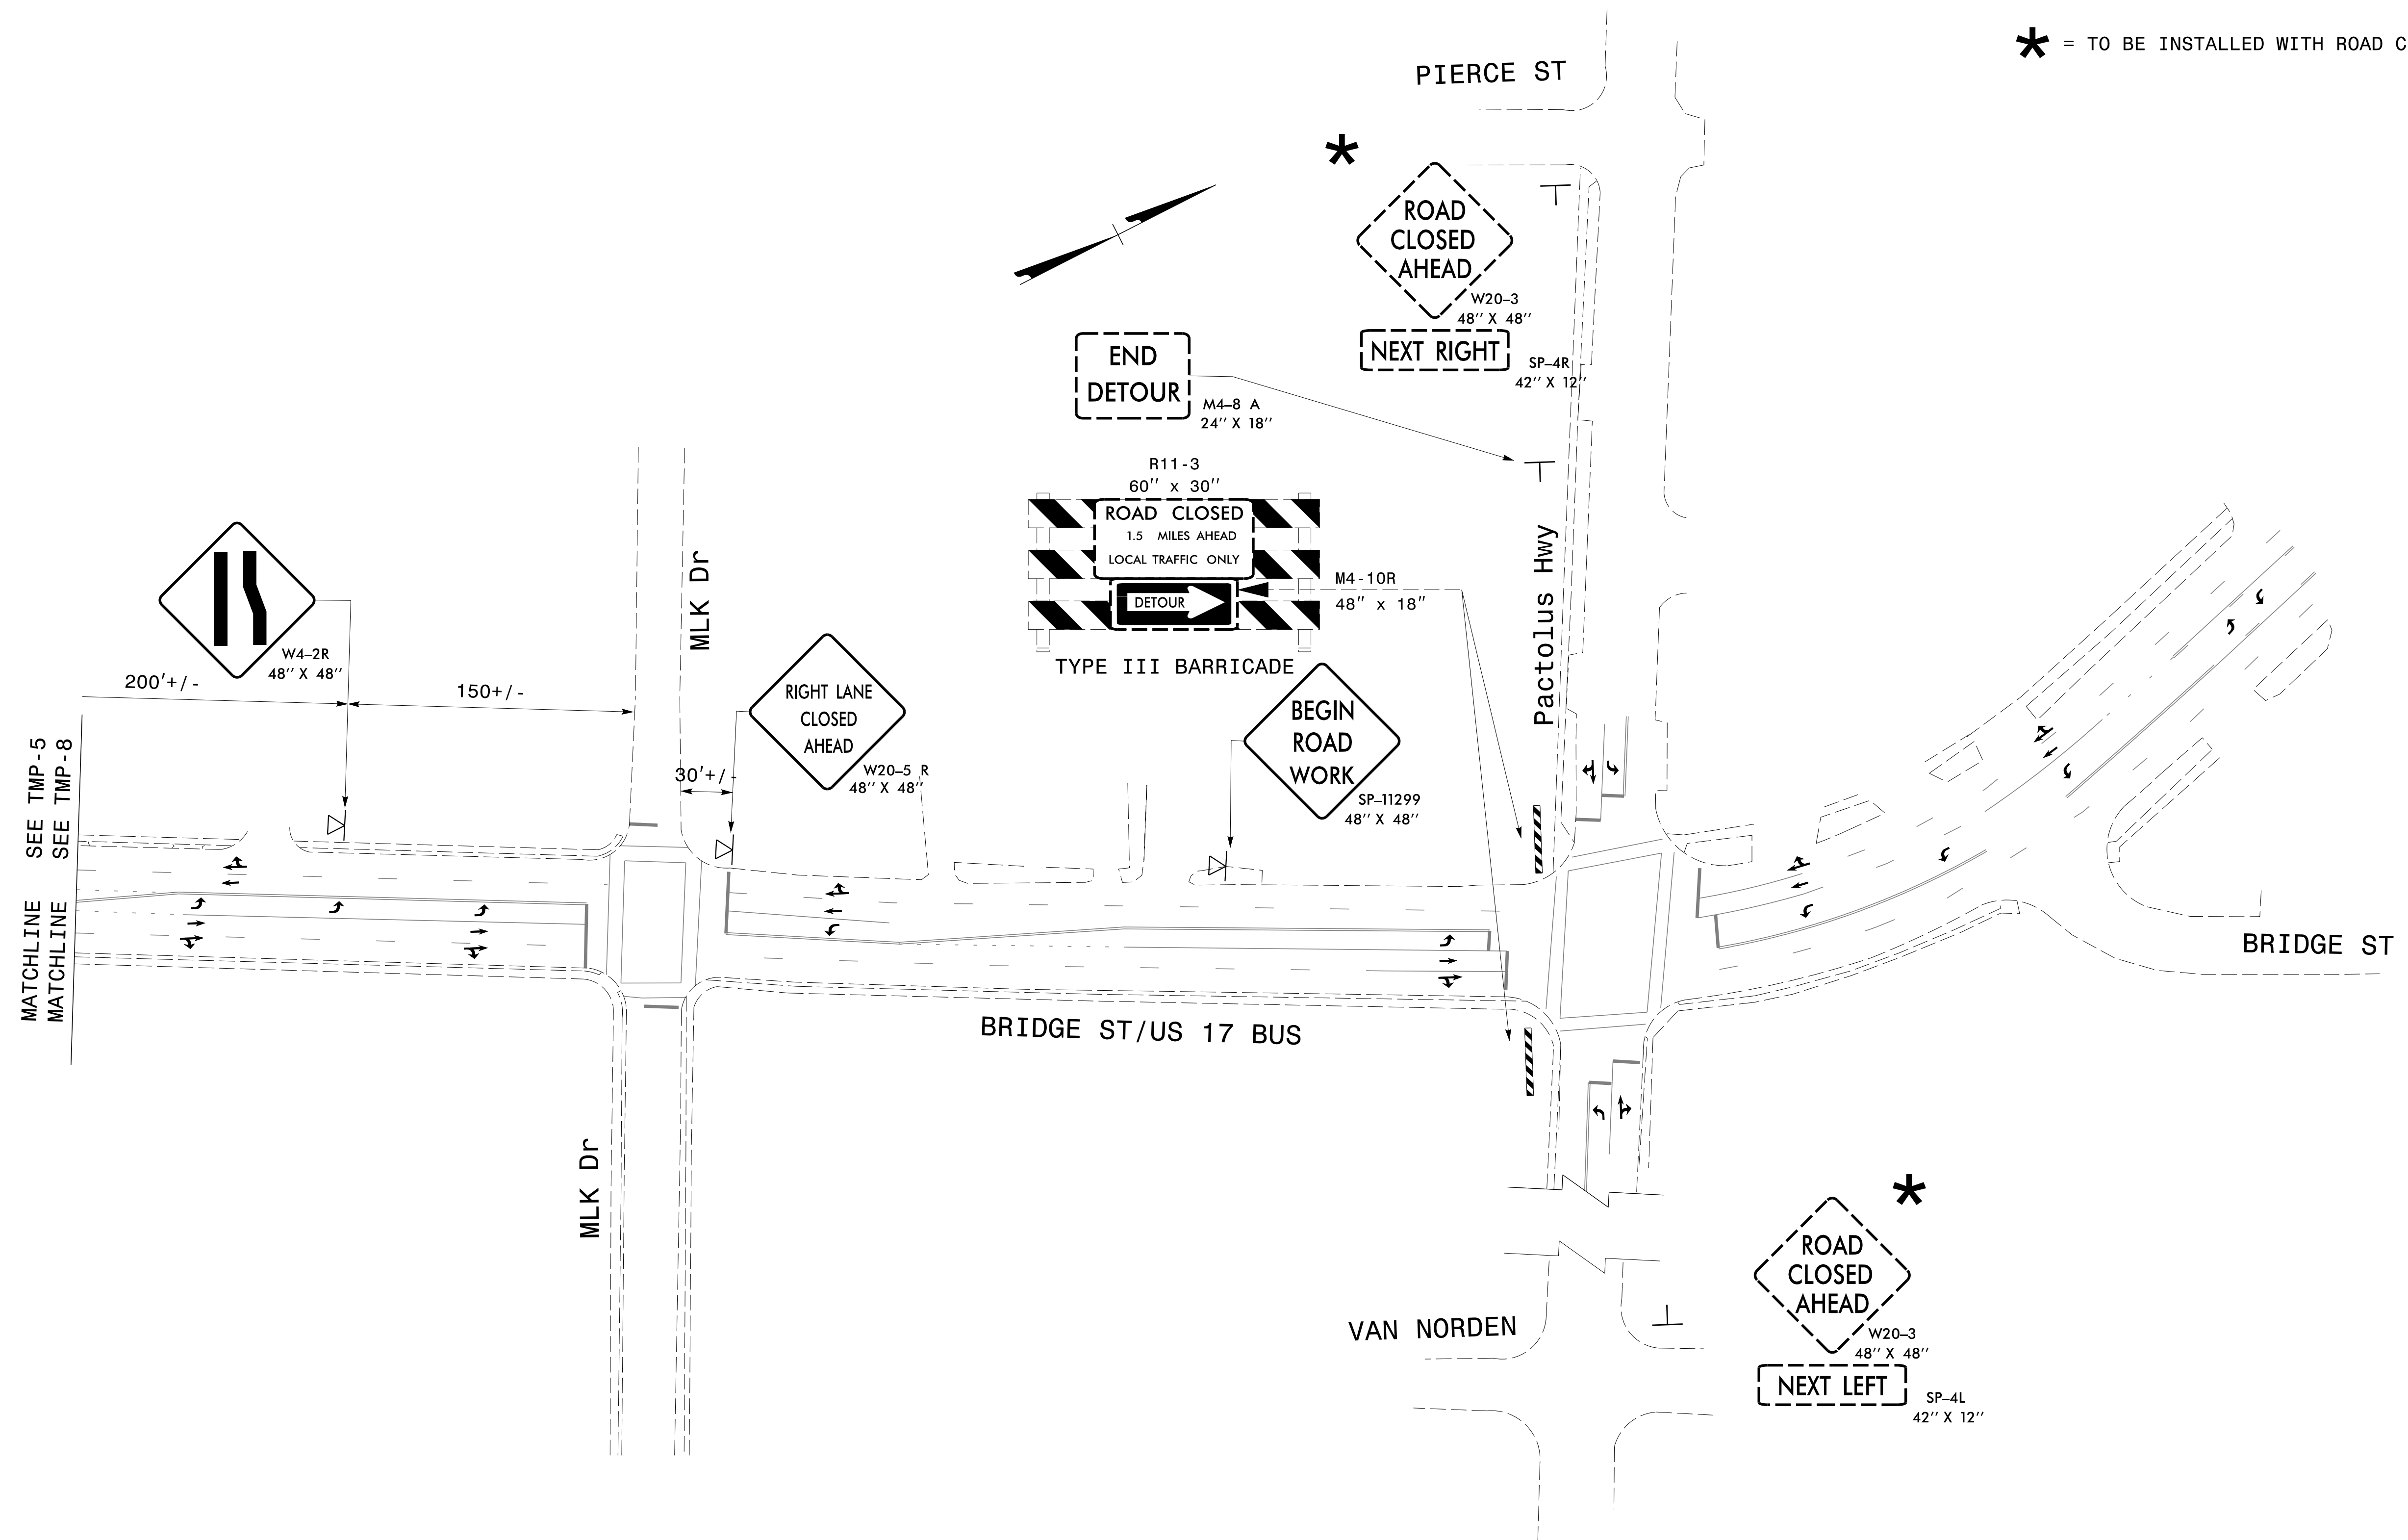 * = TO BE INSTALLED WITH ROAD C
PIERCE ST
*
ROAD
CLOSED
AHEAD
W20-3
48" X 48"
NEXT RIGHT
SP-4R
42" X 12"
END
DETOUR
M4-8 A
24" X 18"
R11-3
60" x 30"
ROAD CLOSED
1.5 MILES AHEAD
LOCAL TRAFFIC ONLY
DETOUR
M4-10R
48" x 18"
TYPE III BARRICADE
Pactolus Hwy
MLK Dr
W4-2R
48" X 48"
200'+/-
150+/-
RIGHT LANE
CLOSED
AHEAD
W20-5 R
48" X 48"
30'+/-
BEGIN
ROAD
WORK
SP-11299
48" X 48"
MATCHLINE SEE TMP-5
MATCHLINE SEE TMP-8
BRIDGE ST
BRIDGE ST/US 17 BUS
MLK Dr
*
ROAD
CLOSED
AHEAD
W20-3
48" X 48"
NEXT LEFT
SP-4L
42" X 12"
VAN NORDEN